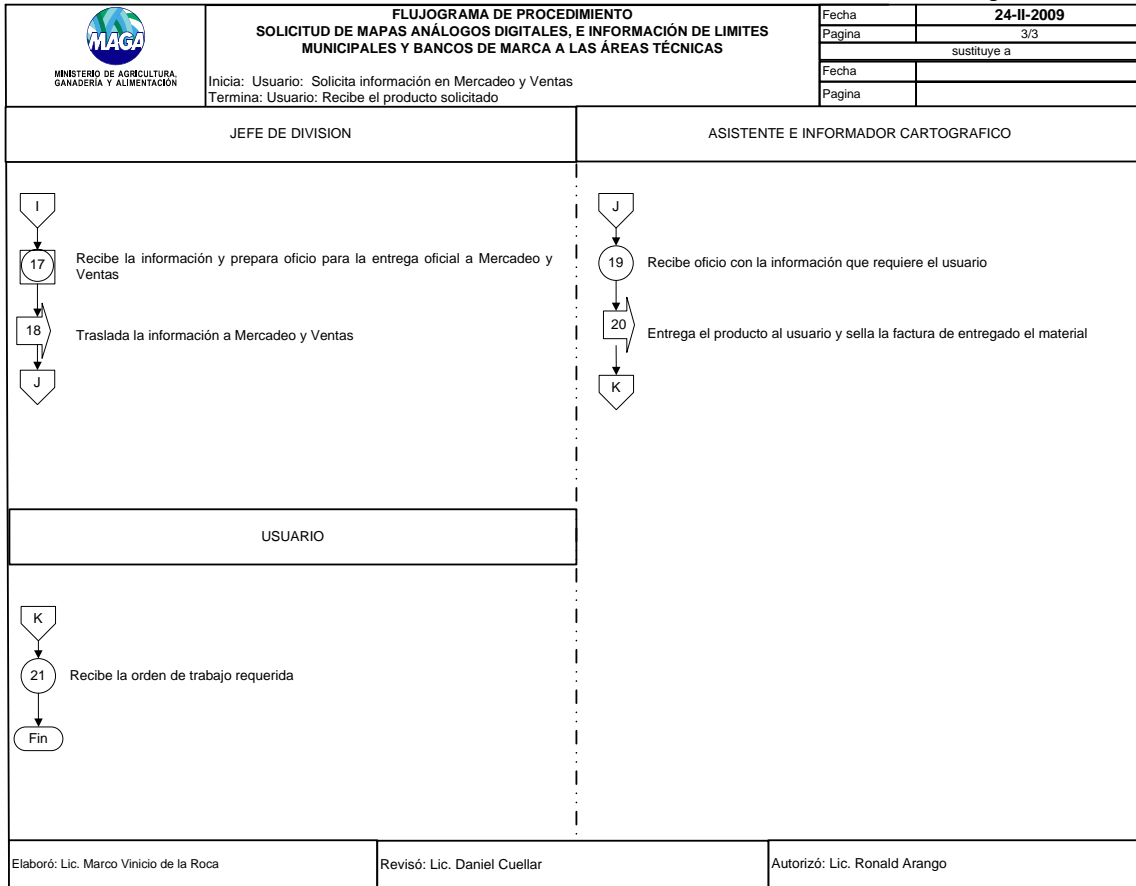 MAGA
MINISTERIO DE AGRICULTURA,
GANADERÍA Y ALIMENTACIÓN
FLUJOGRAMA DE PROCEDIMIENTO
SOLICITUD DE MAPAS ANÁLOGOS DIGITALES, E INFORMACIÓN DE LIMITES
MUNICIPALES Y BANCOS DE MARCA A LAS ÁREAS TÉCNICAS
Inicia: Usuario: Solicita información en Mercadeo y Ventas
Termina: Usuario: Recibe el producto solicitado
Fecha 24-II-2009
Pagina 3/3
sustituye a
Fecha
Pagina
JEFE DE DIVISION
I
17 Recibe la información y prepara oficio para la entrega oficial a Mercadeo y
Ventas
18 Traslada la información a Mercadeo y Ventas
J
ASISTENTE E INFORMADOR CARTOGRAFICO
J
19 Recibe oficio con la información que requiere el usuario
20 Entrega el producto al usuario y sella la factura de entregado el material
K
USUARIO
K
21 Recibe la orden de trabajo requerida
Fin
Elaboró: Lic. Marco Vinicio de la Roca
Revisó: Lic. Daniel Cuellar
Autorizó: Lic. Ronald Arango